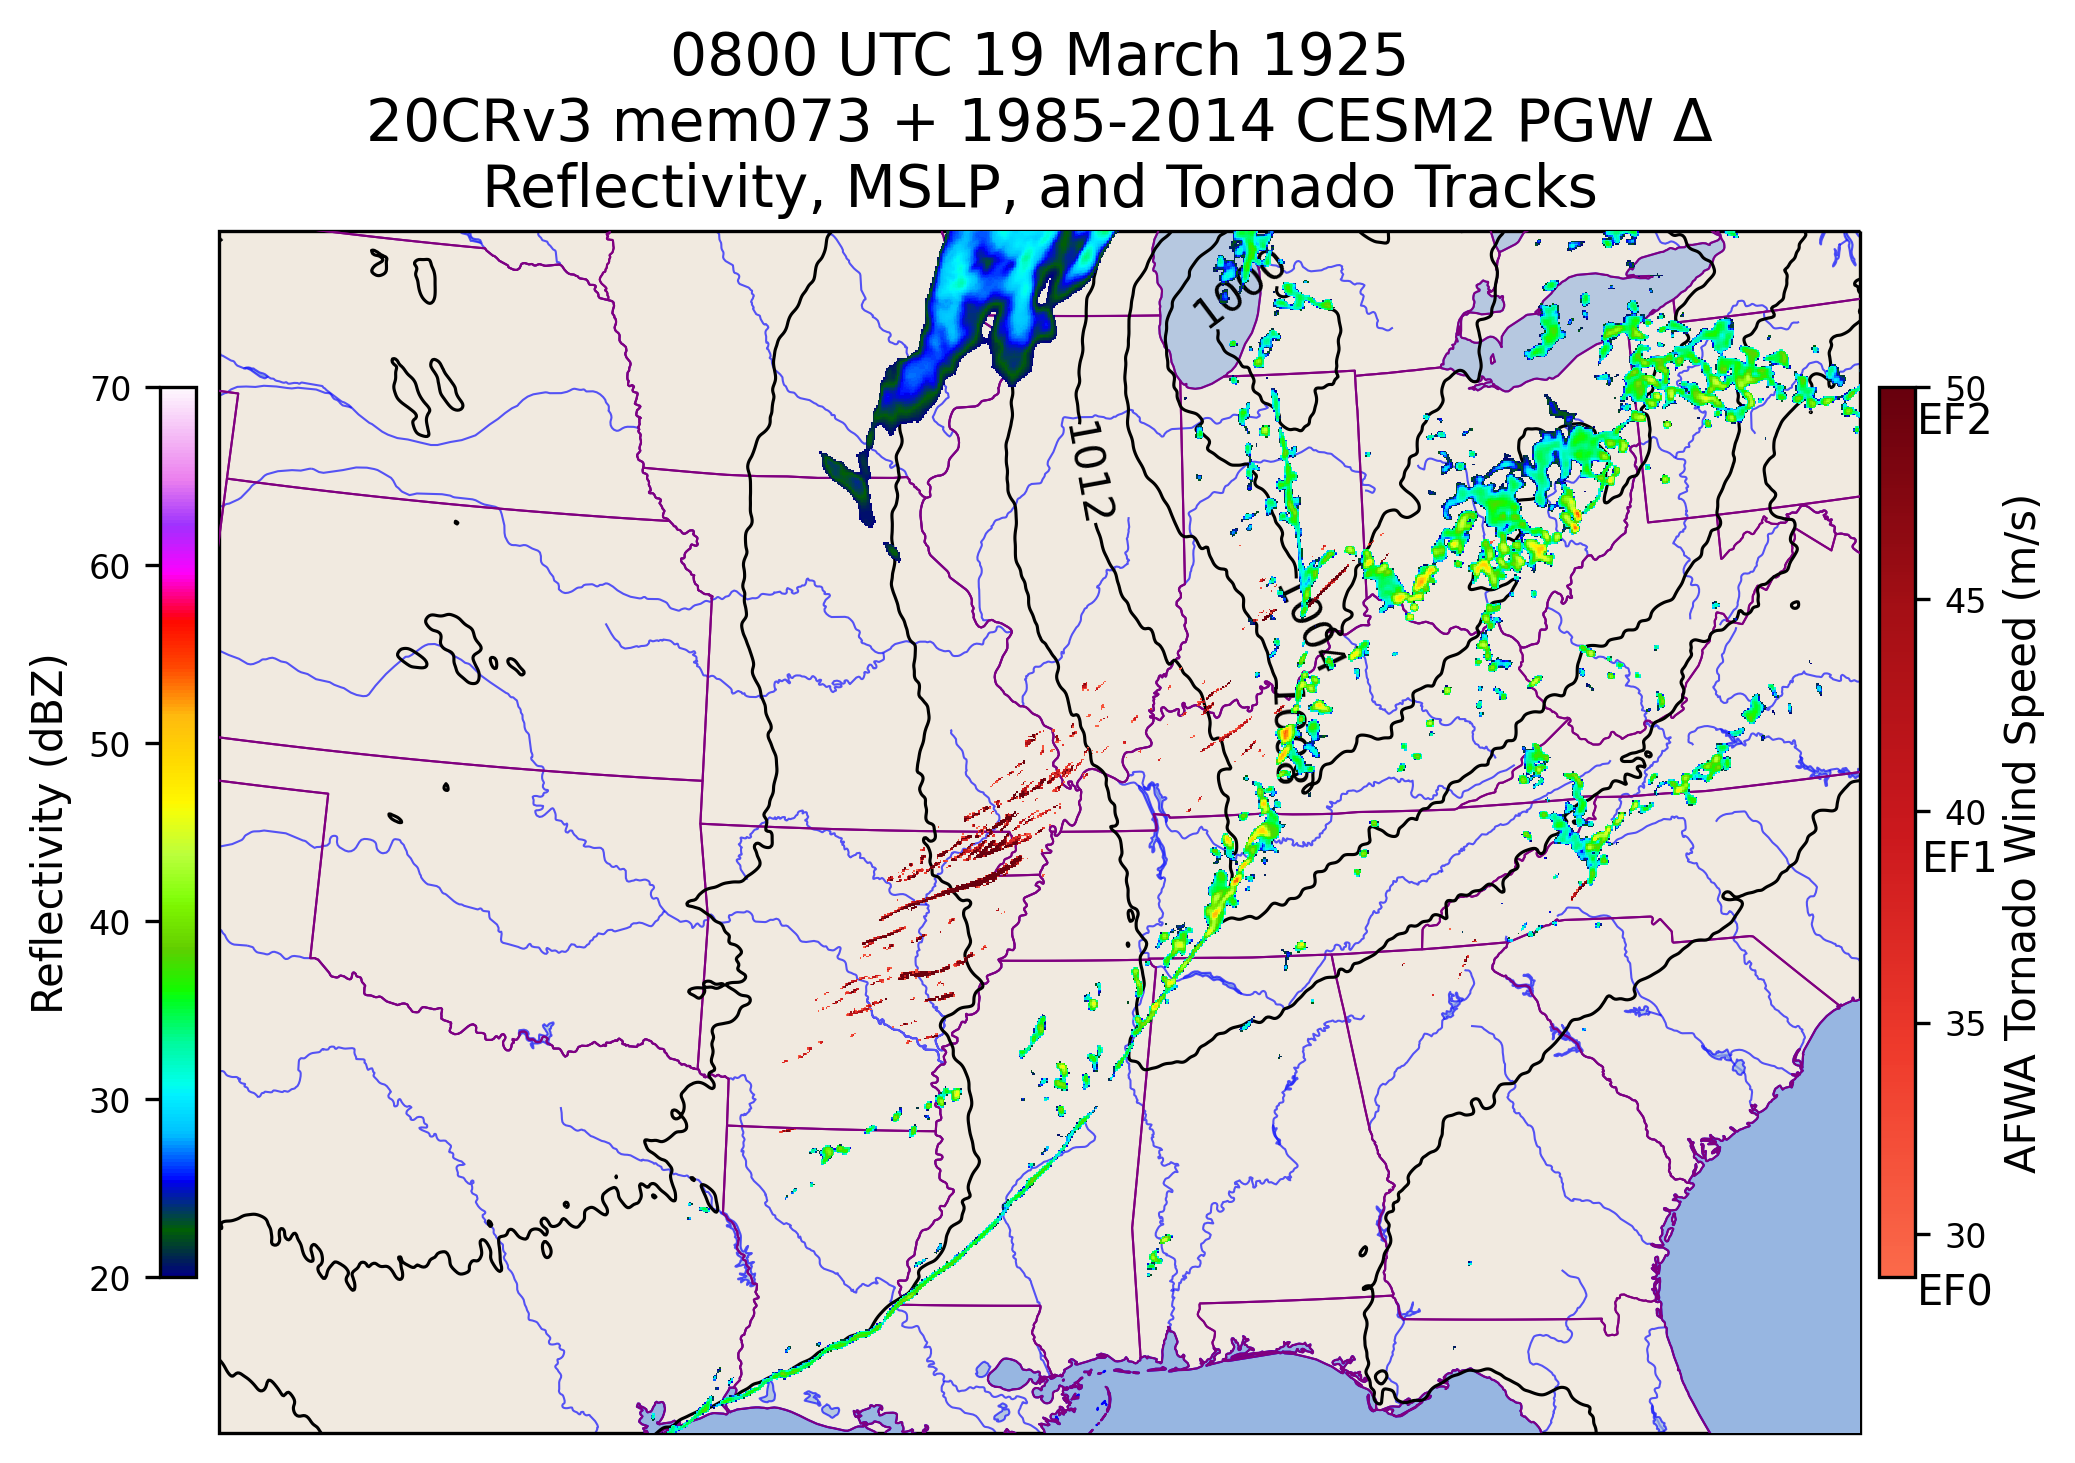 0800 UTC 19 March 1925
20CRv3 mem073 + 1985-2014 CESM2 PGW Δ
Reflectivity, MSLP, and Tornado Tracks
Reflectivity (dBZ)
70
60
50
40
30
20
1012
1004
1008
50
EF2
45
40
EF1
35
30
EF0
AFWA Tornado Wind Speed (m/s)